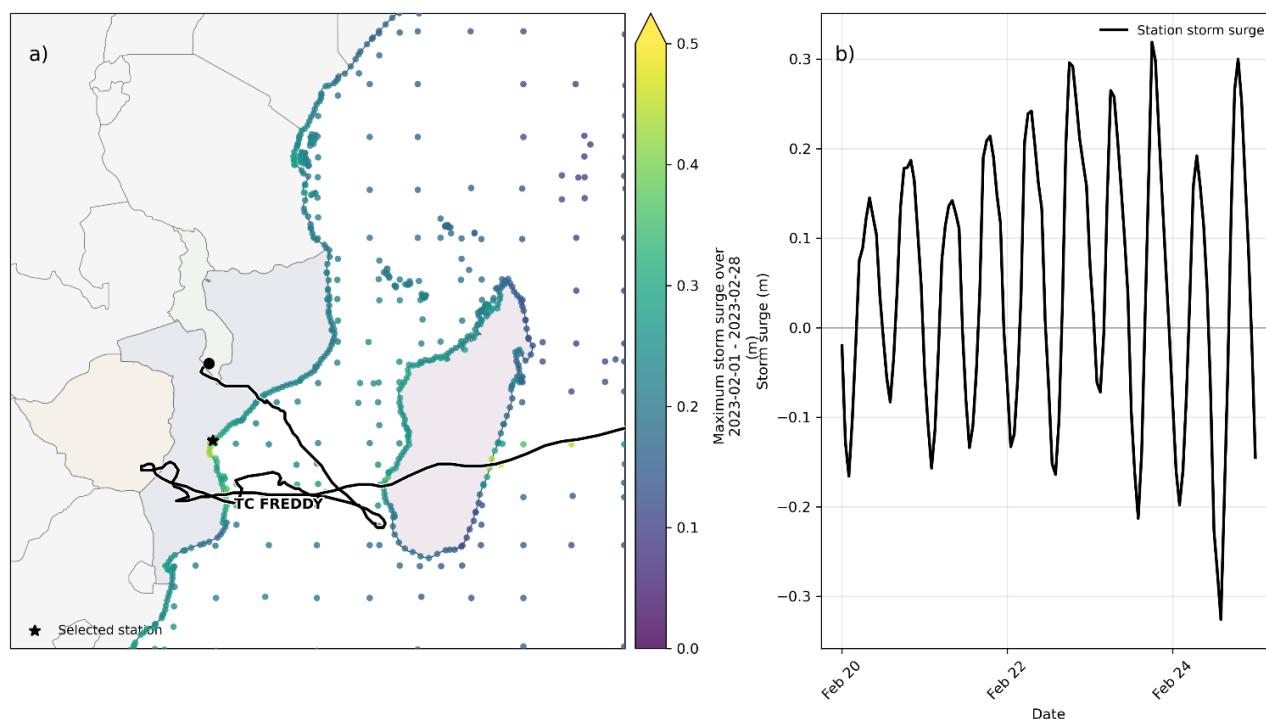 a)
TC FREDDY
Selected station
0.5
0.4
0.3
0.2
0.1
0.0
Maximum storm surge over
2023-02-01 - 2023-02-28
(m)
b)
Station storm surge
Storm surge (m)
0.3
0.2
0.1
0.0
−0.1
−0.2
−0.3
Feb 20
Feb 22
Feb 24
Date